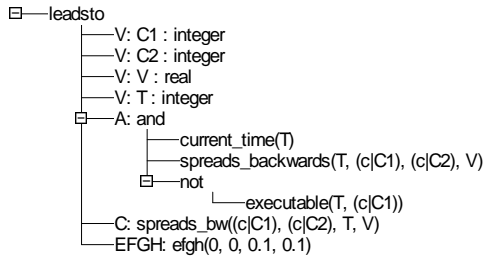 leadsto
V: C1 : integer
V: C2 : integer
V: V : real
V: T : integer
A: and
current_time(T)
spreads_backwards(T, (c|C1), (c|C2), V)
not
executable(T, (c|C1))
C: spreads_bw((c|C1), (c|C2), T, V)
EFGH: efgh(0, 0, 0.1, 0.1)